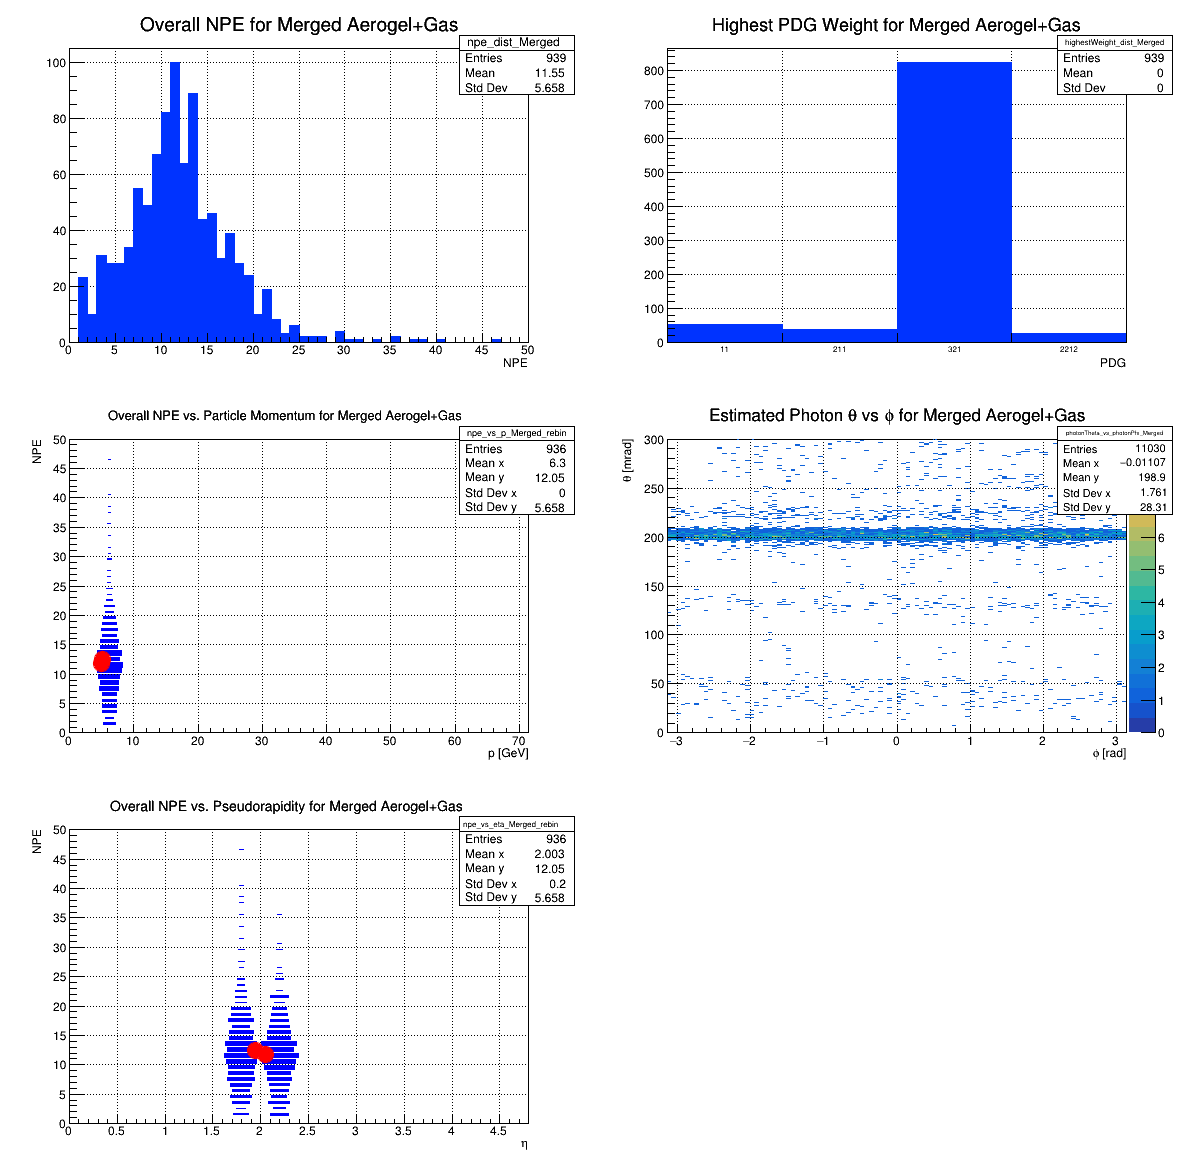 Overall NPE for Merged Aerogel+Gas
npe_dist_Merged
Entries 939
Mean 11.55
Std Dev 5.658
100
80
60
40
20
0
0 5 10 15 20 25 30 35 40 45 50
NPE
Highest PDG Weight for Merged Aerogel+Gas
highestWeight_dist_Merged
Entries 939
Mean 0
Std Dev 0
800
700
600
500
400
300
200
100
0
11 211 321 2212
PDG
Overall NPE vs. Particle Momentum for Merged Aerogel+Gas
NPE
npe_vs_p_Merged_rebin
Entries 936
Mean x 6.3
Mean y 12.05
Std Dev x 0
Std Dev y 5.658
50
45
40
35
30
25
20
15
10
5
0
0 10 20 30 40 50 60 70
p [GeV]
Estimated Photon θ vs ϕ for Merged Aerogel+Gas
θ [mrad]
photonTheta_vs_photonPhi_Merged
Entries 11030
Mean x −0.01107
Mean y 198.9
Std Dev x 1.761
Std Dev y 28.31
300
250
200
150
100
50
0
−3 −2 −1 0 1 2 3
ϕ [rad]
6
5
4
3
2
1
0
Overall NPE vs. Pseudorapidity for Merged Aerogel+Gas
NPE
npe_vs_eta_Merged_rebin
Entries 936
Mean x 2.003
Mean y 12.05
Std Dev x 0.2
Std Dev y 5.658
50
45
40
35
30
25
20
15
10
5
0
0 0.5 1 1.5 2 2.5 3 3.5 4 4.5
η